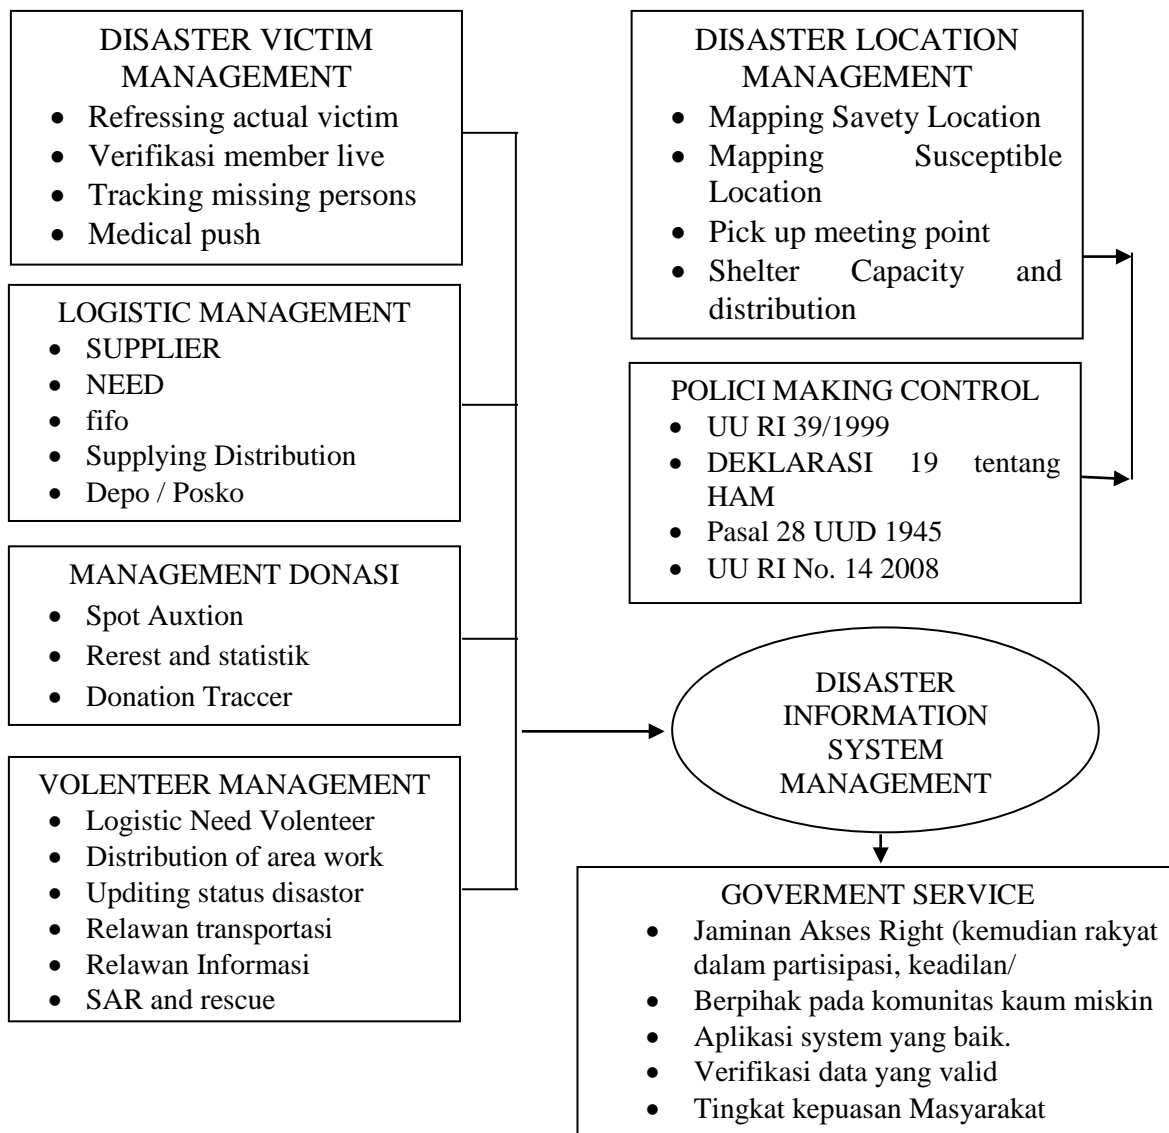 DISASTER VICTIM
MANAGEMENT
• Refressing actual victim
• Verifikasi member live
• Tracking missing persons
• Medical push
LOGISTIC MANAGEMENT
• SUPPLIER
• NEED
• fifo
• Supplying Distribution
• Depo / Posko
MANAGEMENT DONASI
• Spot Auxtion
• Rerest and statistik
• Donation Traccer
VOLENTEER MANAGEMENT
• Logistic Need Volenteer
• Distribution of area work
• Updïting status disastor
• Relawan transportasi
• Relawan Informasi
• SAR and rescue
DISASTER LOCATION
MANAGEMENT
• Mapping Savety Location
• Mapping Susceptible
Location
• Pick up meeting point
• Shelter Capacity and
distribution
POLICI MAKING CONTROL
• UU RI 39/1999
• DEKLARASI 19 tentang
HAM
• Pasal 28 UUD 1945
• UU RI No. 14 2008
DISASTER
INFORMATION
SYSTEM
MANAGEMENT
GOVERMENT SERVICE
• Jaminan Akses Right (kemudian rakyat
dalam partisipasi, keadilan/
• Berpihak pada komunitas kaum miskin
• Aplikasi system yang baik.
• Verifikasi data yang valid
• Tingkat kepuasan Masyarakat